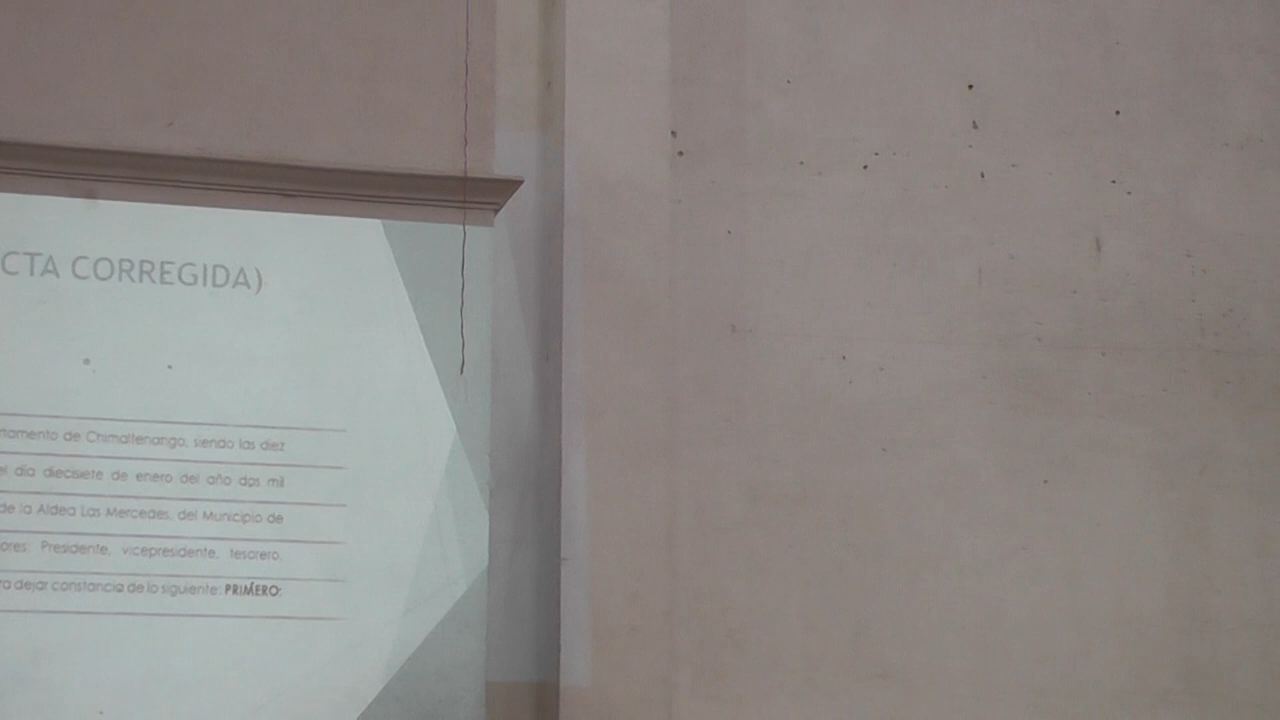 CTA CORREGIDA)
tamento de Chimaltenango, siendo las diez
el día diecisiete de enero del año dos mil
de la Aldea Las Mercedes, del Municipio de
ores: Presidente, vicepresidente, tesorero,
ra dejar constancia de lo siguiente: PRIMERO: